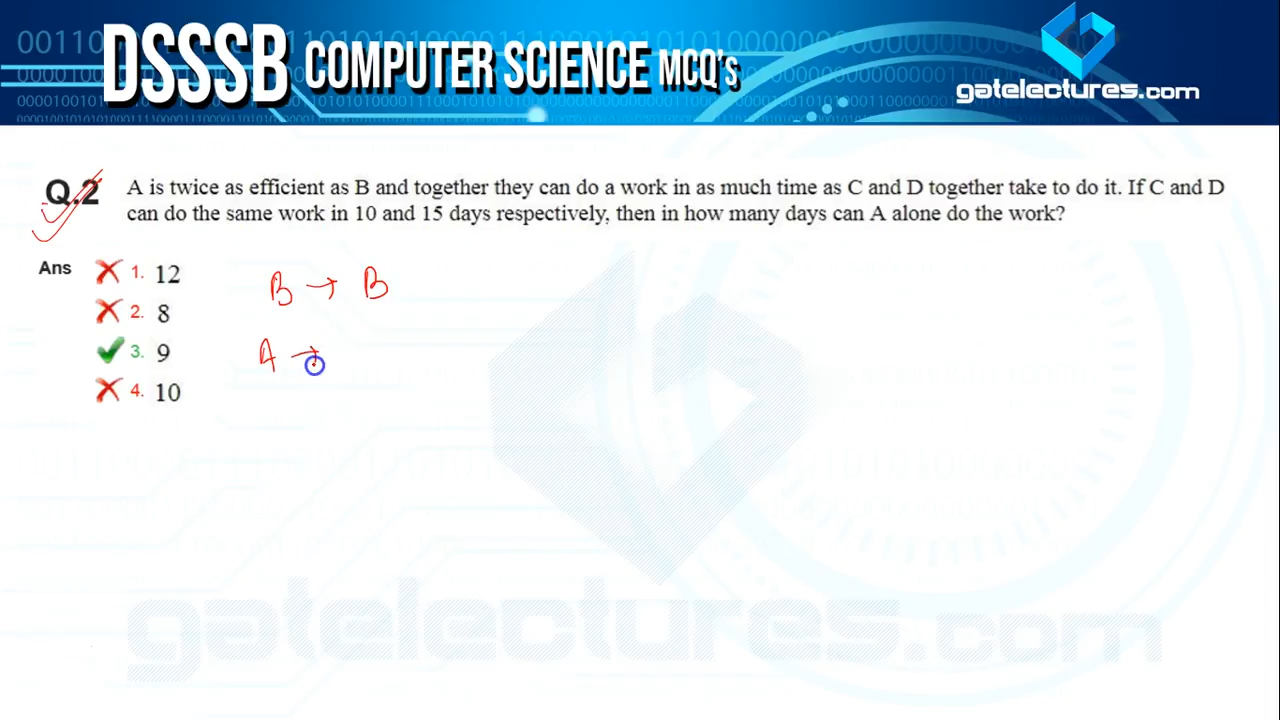 DSSSB COMPUTER SCIENCE MCQ's
gatelectures.com
Q.2 A is twice as efficient as B and together they can do a work in as much time as C and D together take to do it. If C and D
can do the same work in 10 and 15 days respectively, then in how many days can A alone do the work?
Ans
1. 12
2. 8
3. 9
4. 10
B → B
A →
gatelectures.com